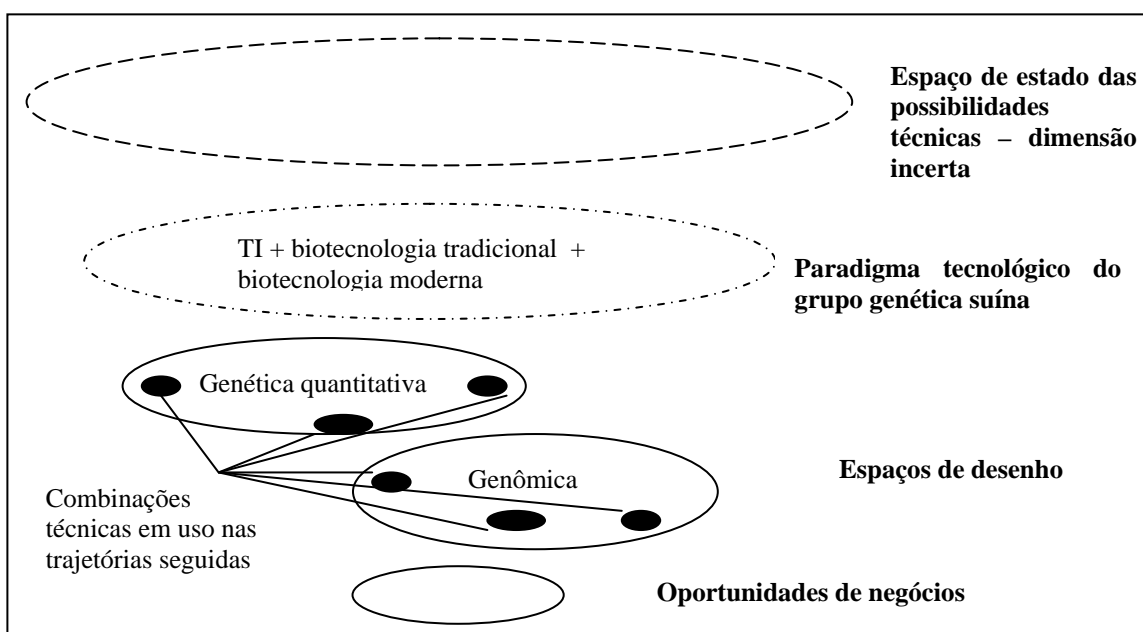 Espaço de estado das
possibilidades
técnicas – dimensão
incerta
TI + biotecnologia tradicional +
biotecnologia moderna
Paradigma tecnológico do
grupo genética suína
Genética quantitativa
Espaços de desenho
Genômica
Combinações
técnicas em uso nas
trajetórias seguidas
Oportunidades de negócios